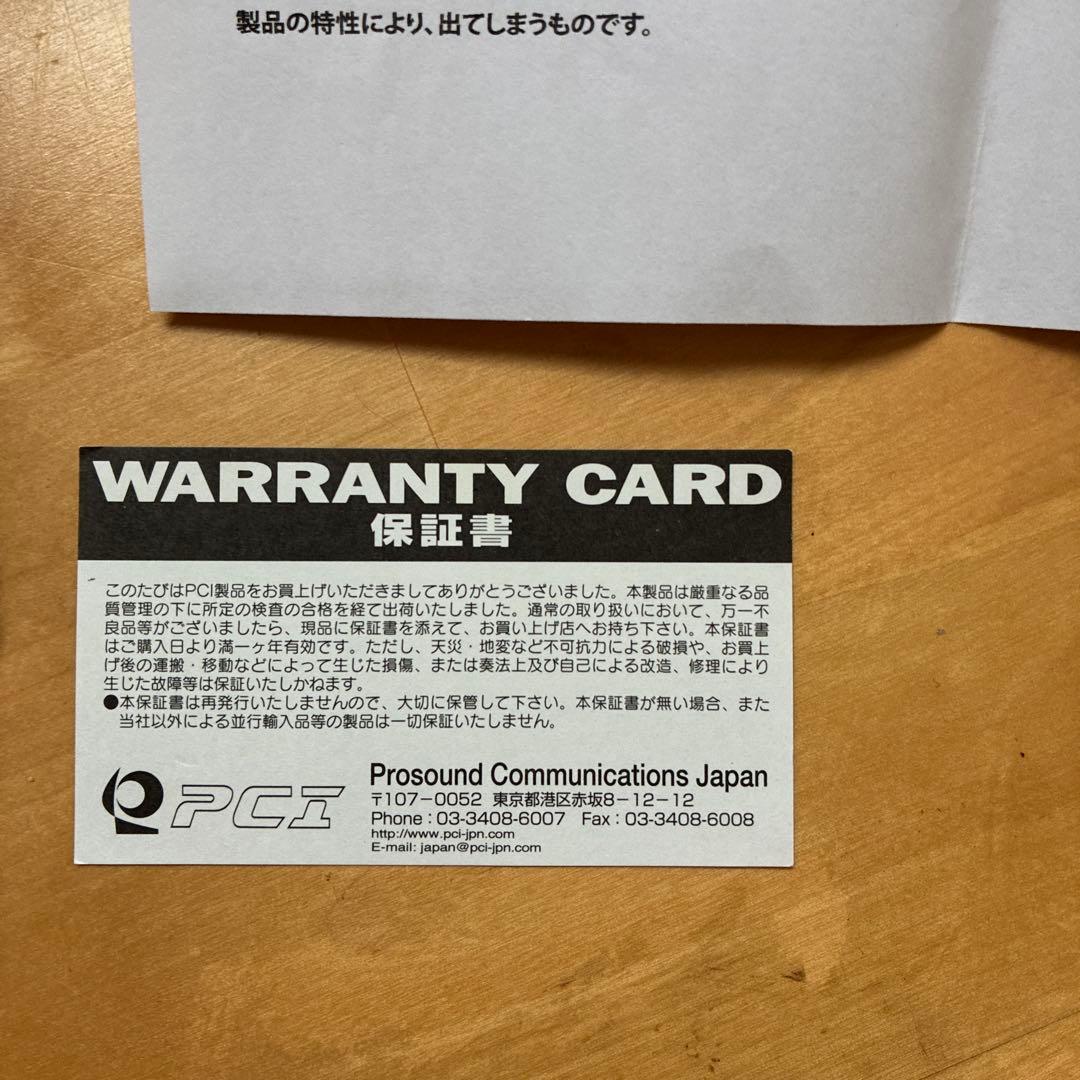 製品の特性により、出てしまうものです。
WARRANTY CARD
保証書
このたびはPCI製品をお買上げいただきましてありがとうございました。本製品は厳重なる品
質管理の下に所定の検査の合格を経て出荷いたしました。通常の取り扱いにおいて、万一不
良品等がございましたら、現品に保証書を添えて、お買い上げ店へお持ち下さい。本保証書
はご購入日より満一ヶ年有効です。ただし、天災・地変など不可抗力による破損や、お買上
げ後の運搬・移動などによって生じた損傷、または奏法上及び自己による改造、修理により
生じた故障等は保証いたしかねます。
●本保証書は再発行いたしませんので、大切に保管して下さい。本保証書が無い場合、また
当社以外による並行輸入品等の製品は一切保証いたしません。
PCI
Prosound Communications Japan
〒107-0052 東京都港区赤坂8-12-12
Phone : 03-3408-6007 Fax : 03-3408-6008
http://www.pci-jpn.com
E-mail: japan@pci-jpn.com